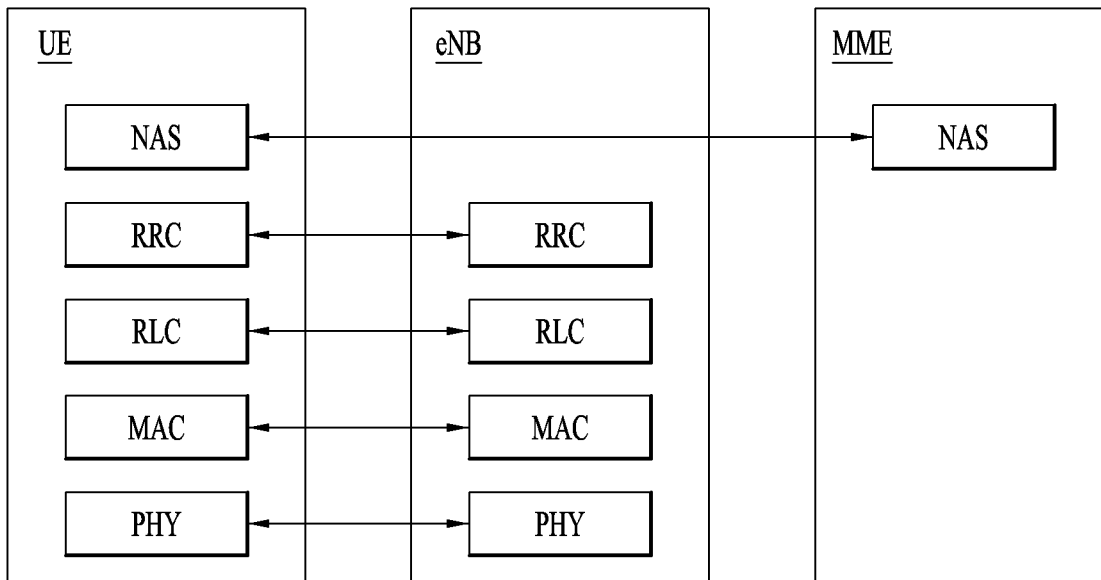 UE eNB MME
NAS NAS
RRC RRC
RLC RLC
MAC MAC
PHY PHY